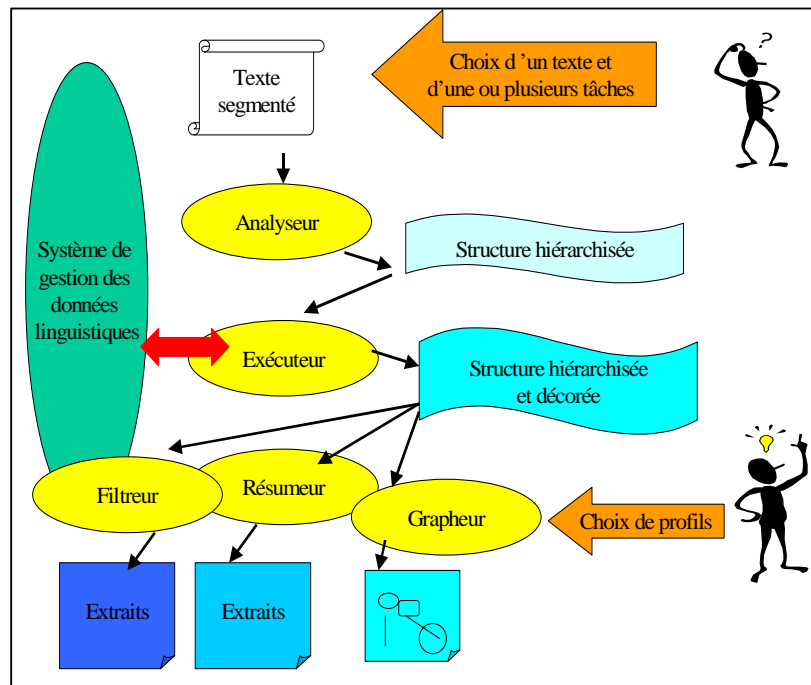 Choix d ’un texte et
d’une ou plusieurs tâches
?
Texte
segmenté
Analyseur
Structure hiérarchisée
Système de
gestion des
données
linguistiques
Exécuteur
Structure hiérarchisée
et décorée
Filtreur
Résumeur
Grapheur
Choix de profils
Extraits
Extraits